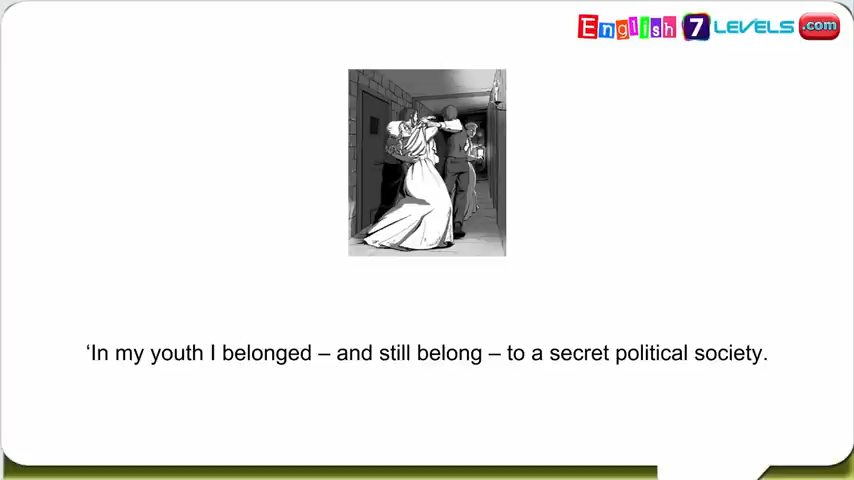 English 7 LEVELS .com
‘In my youth I belonged – and still belong – to a secret political society.